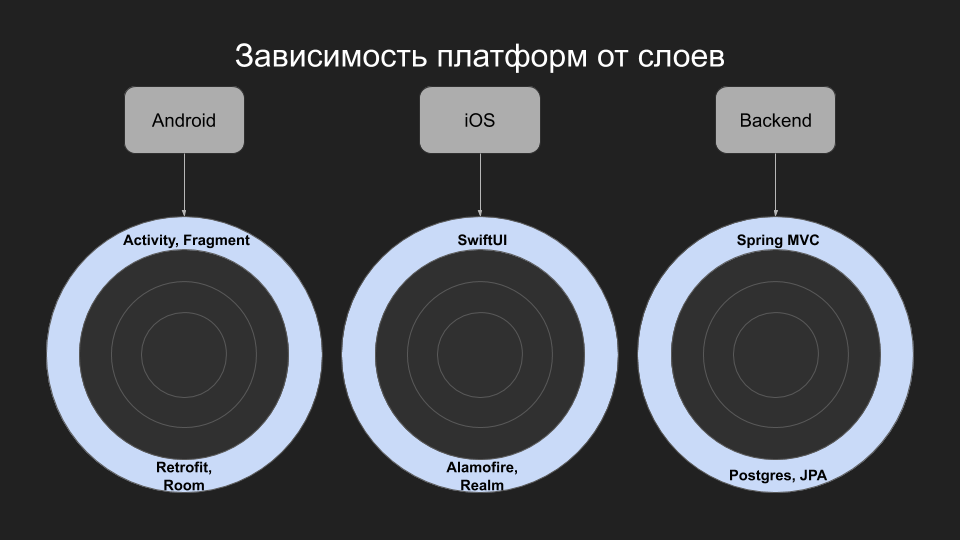 Зависимость платформ от слоев
Android
iOS
Backend
Activity, Fragment
SwiftUI
Spring MVC
Retrofit,
Room
Alamofire,
Realm
Postgres, JPA